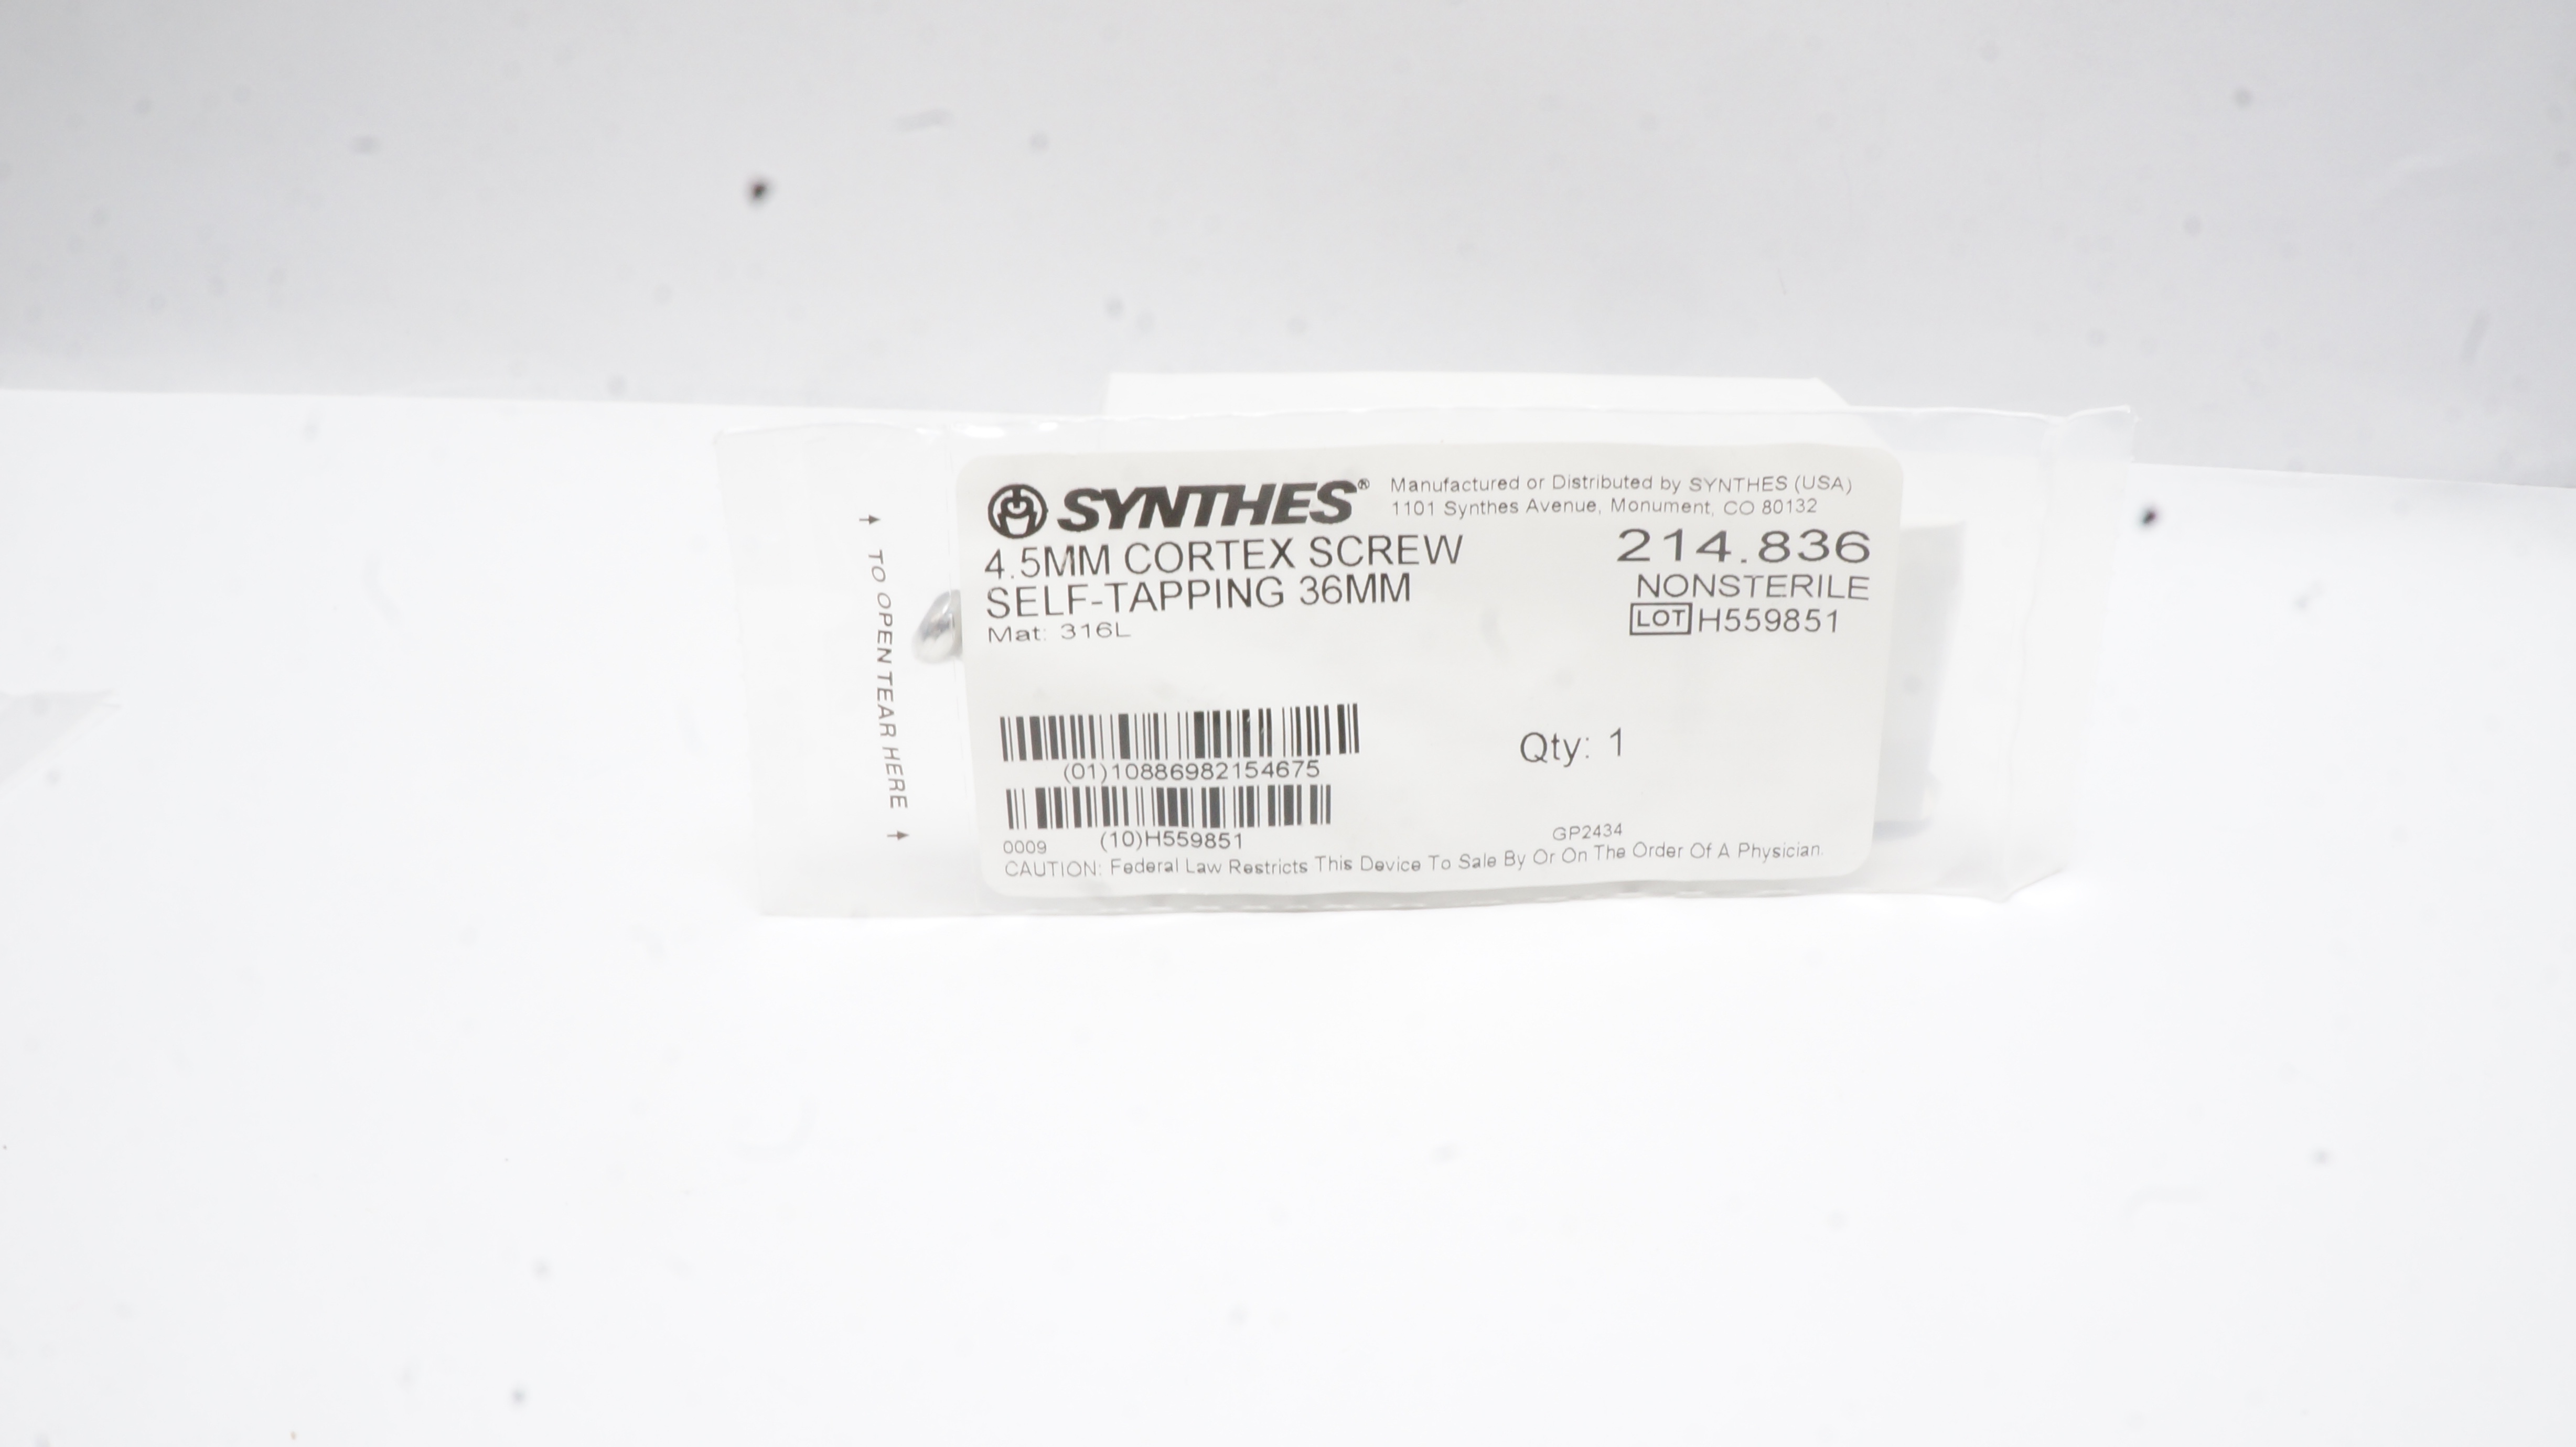 SYNTHES®
Manufactured or Distributed by SYNTHES (USA)
1101 Synthes Avenue, Monument, CO 80132
4.5MM CORTEX SCREW
SELF-TAPPING 36MM
Mat: 316L
214.836
NONSTERILE
LOT H559851
(01)10886982154675
Qty: 1
(10)H559851
0009
GP2434
CAUTION: Federal Law Restricts This Device To Sale By Or On The Order Of A Physician.
TO OPEN TEAR HERE